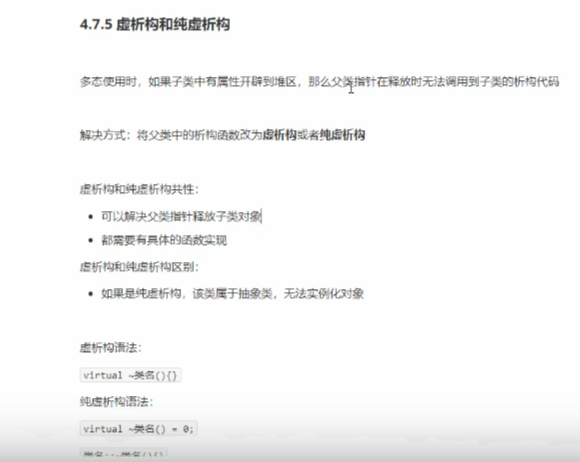 4.7.5 虚析构和纯虚析构
多态使用时，如果子类中有属性开辟到堆区，那么父类指针在释放时无法调用到子类的析构代码
解决方式：将父类中的析构函数改为虚析构或者纯虚析构
虚析构和纯虚析构共性：
可以解决父类指针释放子类对象
都需要有具体的函数实现
虚析构和纯虚析构区别：
如果是纯虚析构，该类属于抽象类，无法实例化对象
虚析构语法：
virtual ~类名(){}
纯虚析构语法：
virtual ~类名() = 0;
类名::~类名(){}